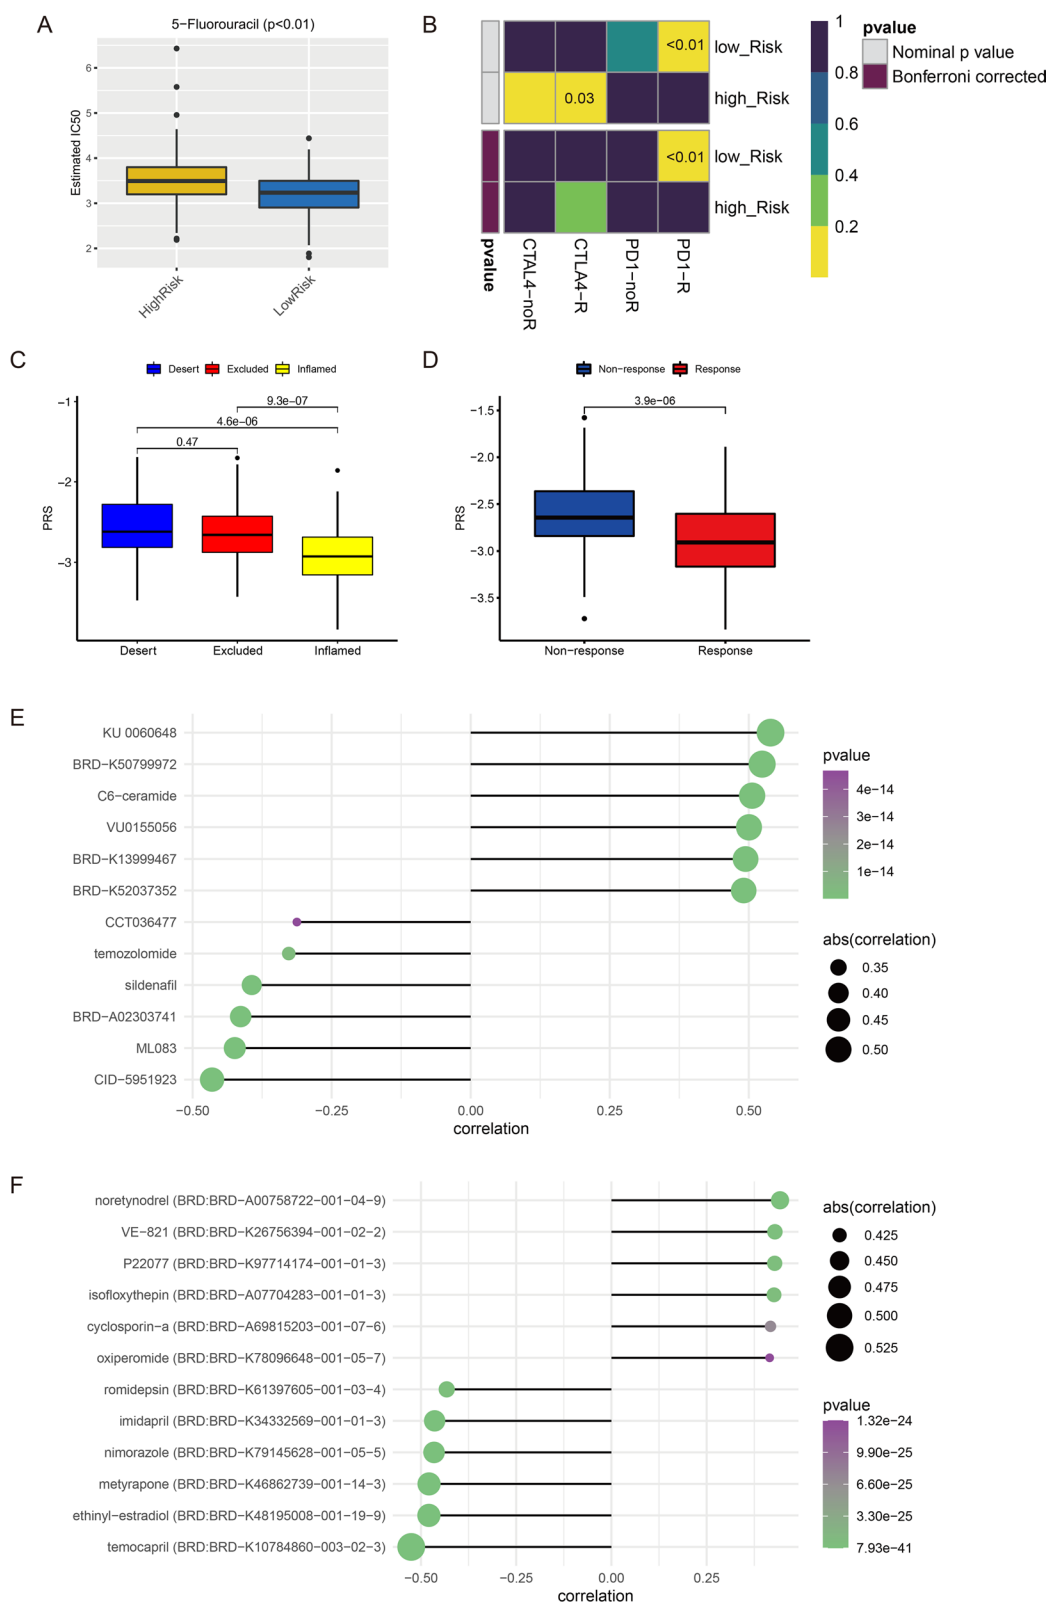 A
5−Fluorouracil (p<0.01)
Estimated IC50
6
5
4
3
2
HighRisk
LowRisk
B
<0.01
low_Risk
0.03
high_Risk
<0.01
low_Risk
high_Risk
pvalue
CTAL4−noR
CTLA4−R
PD1−noR
PD1−R
1
0.8
0.6
0.4
0.2
pvalue
Nominal p value
Bonferroni corrected
C
Desert
Excluded
Inflamed
PRS
−1
−2
−3
9.3e−07
4.6e−06
0.47
Desert
Excluded
Inflamed
D
Non−response
Response
PRS
−1.5
−2.0
−2.5
−3.0
−3.5
3.9e−06
Non−response
Response
E
KU 0060648
BRD−K50799972
C6−ceramide
VU0155056
BRD−K13999467
BRD−K52037352
CCT036477
temozolomide
sildenafil
BRD−A02303741
ML083
CID−5951923
−0.50
−0.25
0.00
0.25
0.50
correlation
pvalue
4e−14
3e−14
2e−14
1e−14
abs(correlation)
0.35
0.40
0.45
0.50
F
noretynodrel (BRD:BRD−A00758722−001−04−9)
VE−821 (BRD:BRD−K26756394−001−02−2)
P22077 (BRD:BRD−K97714174−001−01−3)
isofloxythepin (BRD:BRD−A07704283−001−01−3)
cyclosporin−a (BRD:BRD−A69815203−001−07−6)
oxiperomide (BRD:BRD−K78096648−001−05−7)
romidepsin (BRD:BRD−K61397605−001−03−4)
imidapril (BRD:BRD−K34332569−001−01−3)
nimorazole (BRD:BRD−K79145628−001−05−5)
metyrapone (BRD:BRD−K46862739−001−14−3)
ethinyl−estradiol (BRD:BRD−K48195008−001−19−9)
temocapril (BRD:BRD−K10784860−003−02−3)
−0.50
−0.25
0.00
0.25
correlation
abs(correlation)
0.425
0.450
0.475
0.500
0.525
pvalue
1.32e−24
9.90e−25
6.60e−25
3.30e−25
7.93e−41